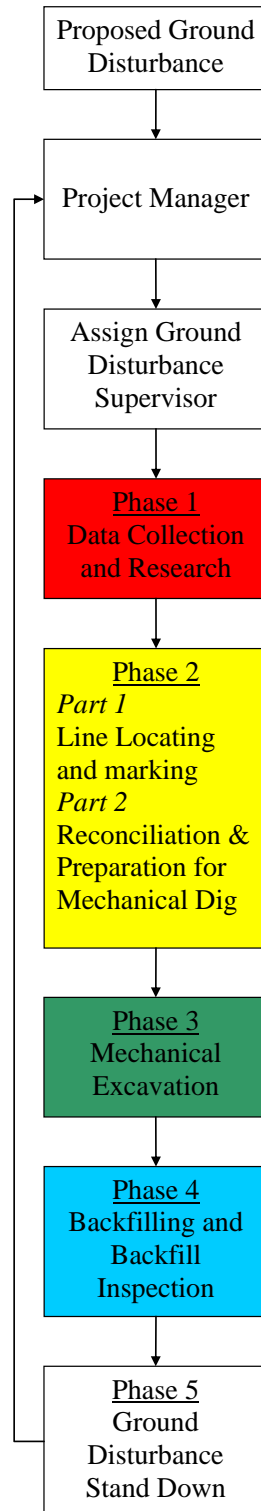 Proposed Ground
Disturbance
Project Manager
Assign Ground
Disturbance
Supervisor
Phase 1
Data Collection
and Research
Phase 2
Part 1
Line Locating
and marking
Part 2
Reconciliation &
Preparation for
Mechanical Dig
Phase 3
Mechanical
Excavation
Phase 4
Backfilling and
Backfill
Inspection
Phase 5
Ground
Disturbance
Stand Down